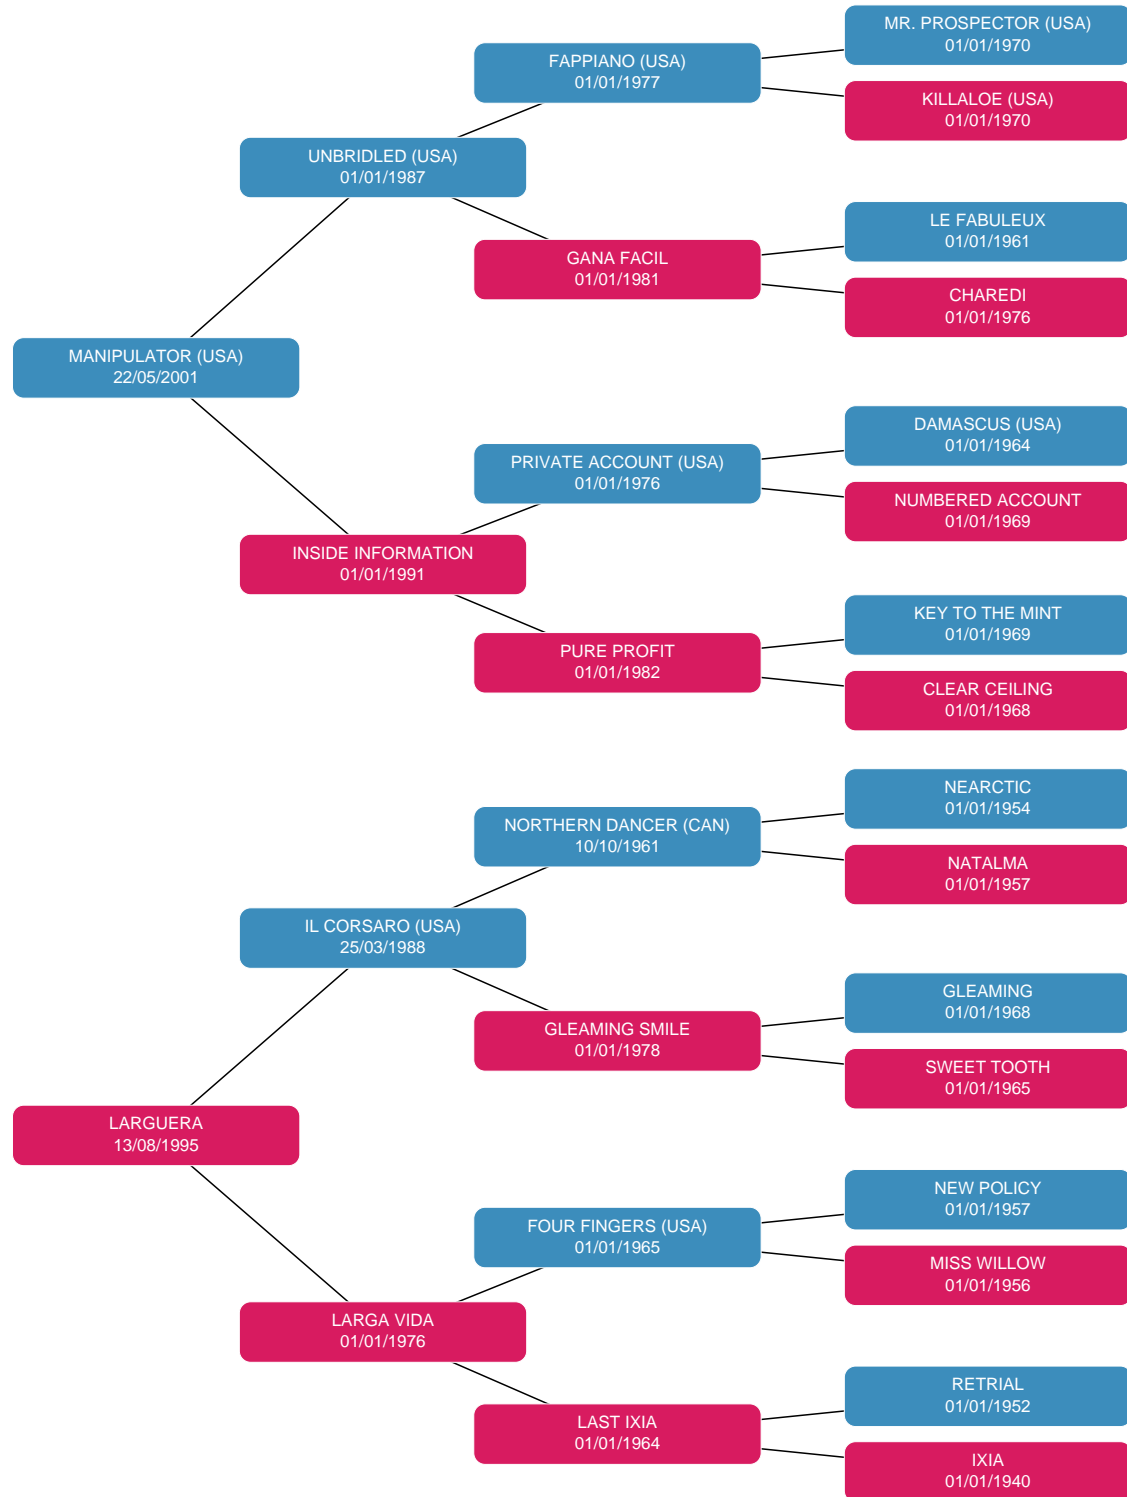 MR. PROSPECTOR (USA)
01/01/1970
FAPPIANO (USA)
01/01/1977
KILLALOE (USA)
01/01/1970
UNBRIDLED (USA)
01/01/1987
LE FABULEUX
01/01/1961
GANA FACIL
01/01/1981
CHAREDI
01/01/1976
MANIPULATOR (USA)
22/05/2001
DAMASCUS (USA)
01/01/1964
PRIVATE ACCOUNT (USA)
01/01/1976
NUMBERED ACCOUNT
01/01/1969
INSIDE INFORMATION
01/01/1991
KEY TO THE MINT
01/01/1969
PURE PROFIT
01/01/1982
CLEAR CEILING
01/01/1968
NEARCTIC
01/01/1954
NORTHERN DANCER (CAN)
10/10/1961
NATALMA
01/01/1957
IL CORSARO (USA)
25/03/1988
GLEAMING
01/01/1968
GLEAMING SMILE
01/01/1978
SWEET TOOTH
01/01/1965
LARGUERA
13/08/1995
NEW POLICY
01/01/1957
FOUR FINGERS (USA)
01/01/1965
MISS WILLOW
01/01/1956
LARGA VIDA
01/01/1976
RETRIAL
01/01/1952
LAST IXIA
01/01/1964
IXIA
01/01/1940